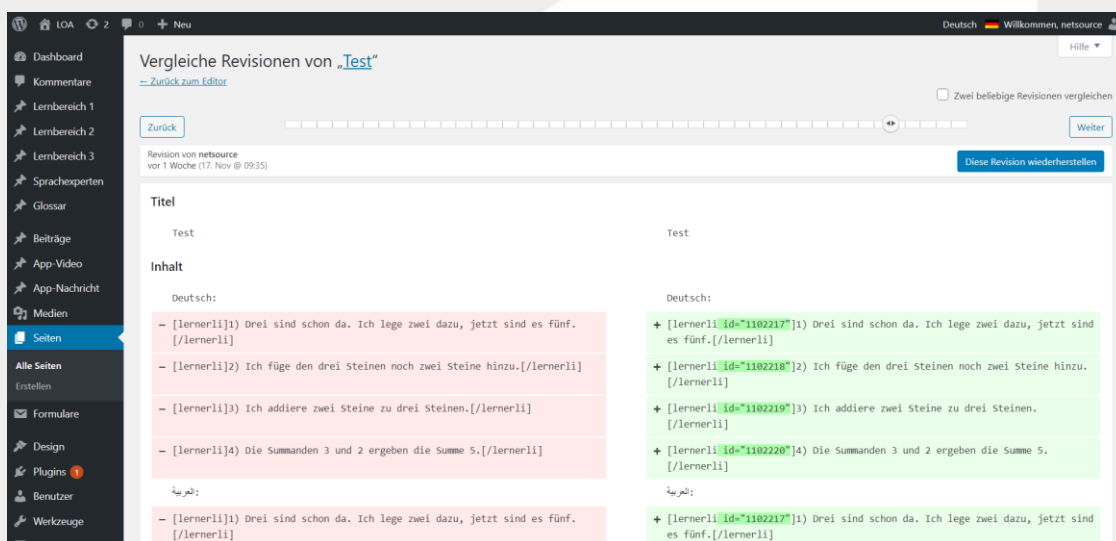 LOA 2 0 + Neu
Deutsch Willkommen, netsource
Hilfe ▼
Dashboard
Kommentare
Lernbereich 1
Lernbereich 2
Lernbereich 3
Sprachexperten
Glossar
Beiträge
App-Video
App-Nachricht
Medien
Seiten
Alle Seiten
Erstellen
Formulare
Design
Plugins 1
Benutzer
Werkzeuge
Vergleiche Revisionen von „Test“
← Zurück zum Editor
Zwei beliebige Revisionen vergleichen
Zurück
Weiter
Revision von netsource
vor 1 Woche (17. Nov @ 09:35)
Diese Revision wiederherstellen
Titel
Test
Test
Inhalt
Deutsch:
Deutsch:
– [lernerli]1) Drei sind schon da. Ich lege zwei dazu, jetzt sind es fünf.
[/lernerli]
+ [lernerli id="1102217"]1) Drei sind schon da. Ich lege zwei dazu, jetzt sind
es fünf.[/lernerli]
– [lernerli]2) Ich füge den drei Steinen noch zwei Steine hinzu.[/lernerli]
+ [lernerli id="1102218"]2) Ich füge den drei Steinen noch zwei Steine hinzu.
[/lernerli]
– [lernerli]3) Ich addiere zwei Steine zu drei Steinen.[/lernerli]
+ [lernerli id="1102219"]3) Ich addiere zwei Steine zu drei Steinen.
[/lernerli]
– [lernerli]4) Die Summanden 3 und 2 ergeben die Summe 5.[/lernerli]
+ [lernerli id="1102220"]4) Die Summanden 3 und 2 ergeben die Summe 5.
[/lernerli]
العربية:
العربية:
– [lernerli]1) Drei sind schon da. Ich lege zwei dazu, jetzt sind es fünf.
[/lernerli]
+ [lernerli id="1102217"]1) Drei sind schon da. Ich lege zwei dazu, jetzt sind
es fünf.[/lernerli]